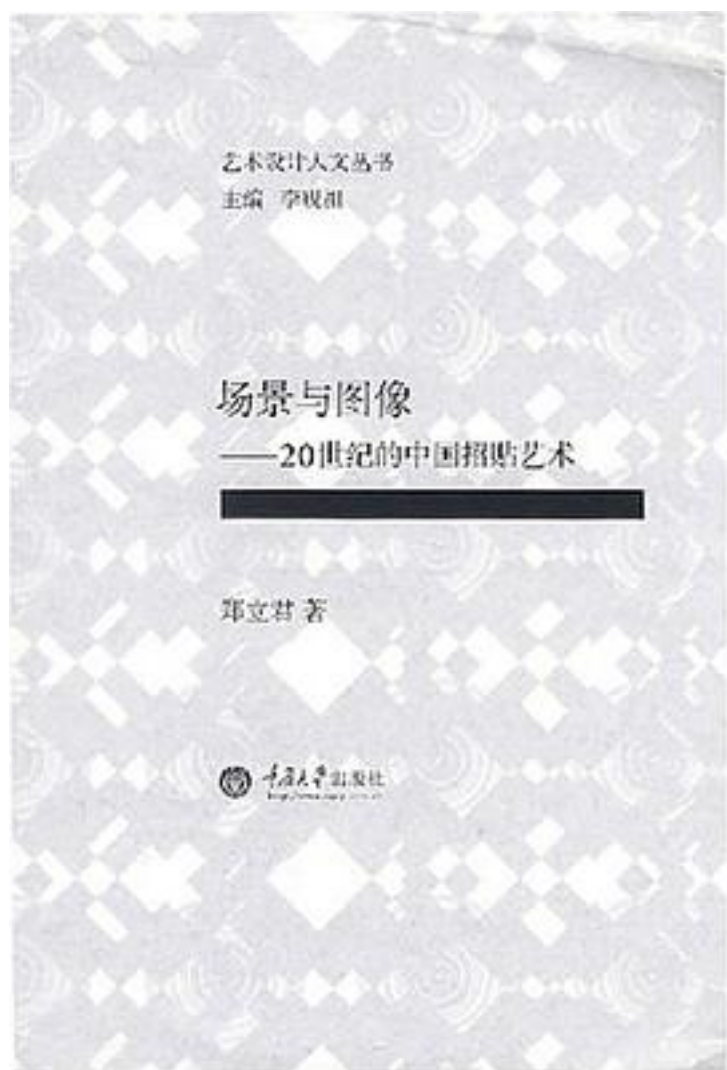 艺术设计人文丛书
主编 李砚祖
场景与图像
——20世纪的中国招贴艺术
郑立君 著
重庆大学出版社